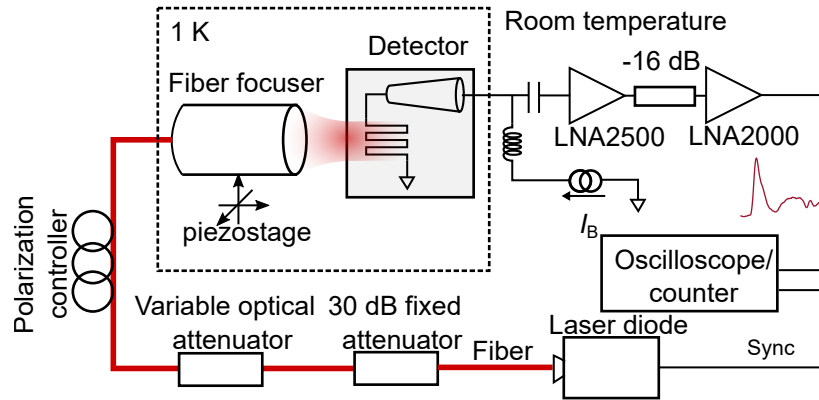 1 K
Room temperature
Detector
-16 dB
Fiber focuser
LNA2500
LNA2000
piezostage
I_B
Polarization
controller
Oscilloscope/
counter
Variable optical
attenuator
30 dB fixed
attenuator
Laser diode
Fiber
Sync